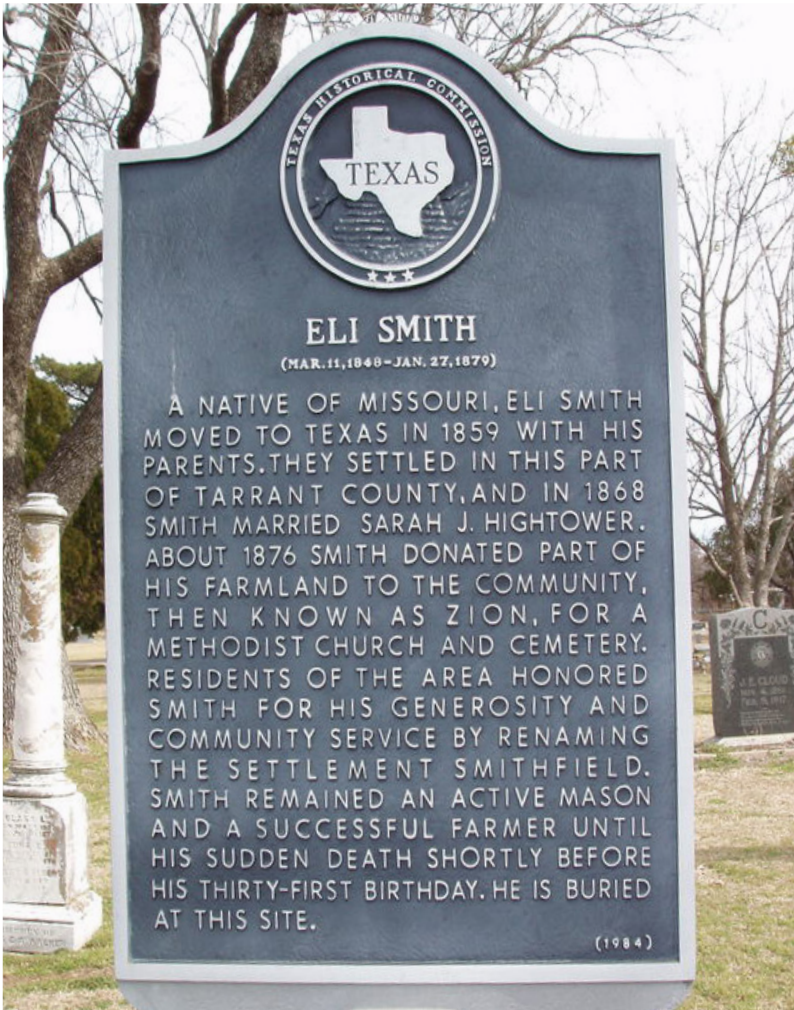 TEXAS HISTORICAL COMMISSION
TEXAS
ELI SMITH
(MAR. 11, 1848-JAN. 27, 1879)
A NATIVE OF MISSOURI, ELI SMITH
MOVED TO TEXAS IN 1859 WITH HIS
PARENTS. THEY SETTLED IN THIS PART
OF TARRANT COUNTY, AND IN 1868
SMITH MARRIED SARAH J. HIGHTOWER.
ABOUT 1876 SMITH DONATED PART OF
HIS FARMLAND TO THE COMMUNITY,
THEN KNOWN AS ZION, FOR A
METHODIST CHURCH AND CEMETERY.
RESIDENTS OF THE AREA HONORED
SMITH FOR HIS GENEROSITY AND
COMMUNITY SERVICE BY RENAMING
THE SETTLEMENT SMITHFIELD.
SMITH REMAINED AN ACTIVE MASON
AND A SUCCESSFUL FARMER UNTIL
HIS SUDDEN DEATH SHORTLY BEFORE
HIS THIRTY-FIRST BIRTHDAY. HE IS BURIED
AT THIS SITE.
(1984)
C
J.E. CLOUD